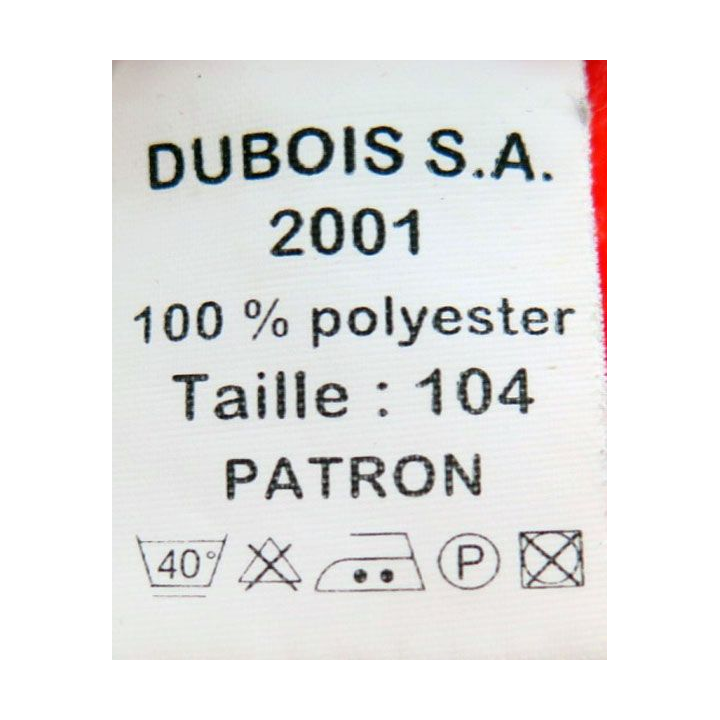 DUBOIS S.A.
2001
100 % polyester
Taille : 104
PATRON
40° P